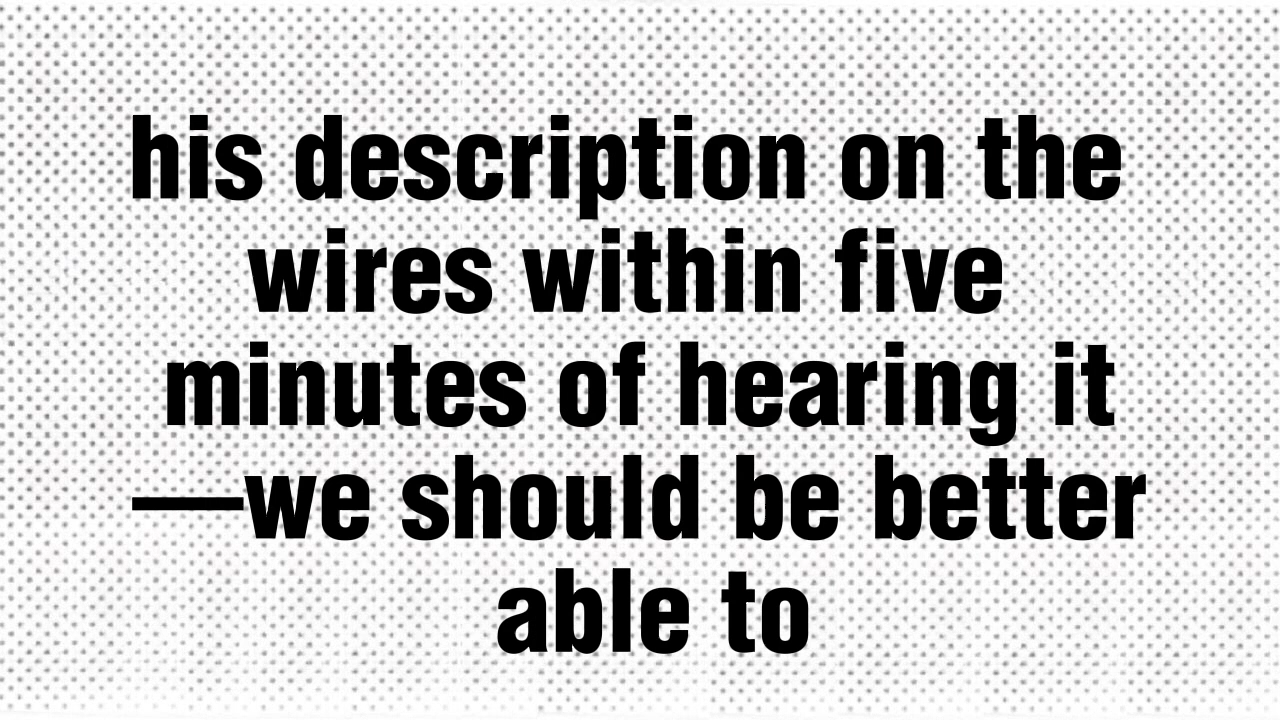 his description on the
wires within five
minutes of hearing it
—we should be better
able to